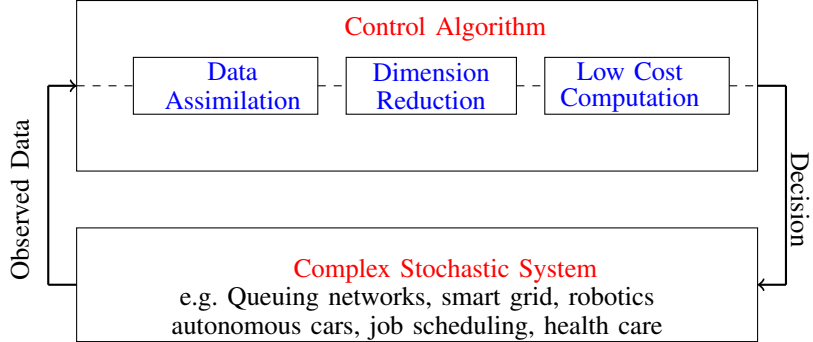 Control Algorithm
Data
Assimilation
Dimension
Reduction
Low Cost
Computation
Observed Data
Decision
Complex Stochastic System
e.g. Queuing networks, smart grid, robotics
autonomous cars, job scheduling, health care